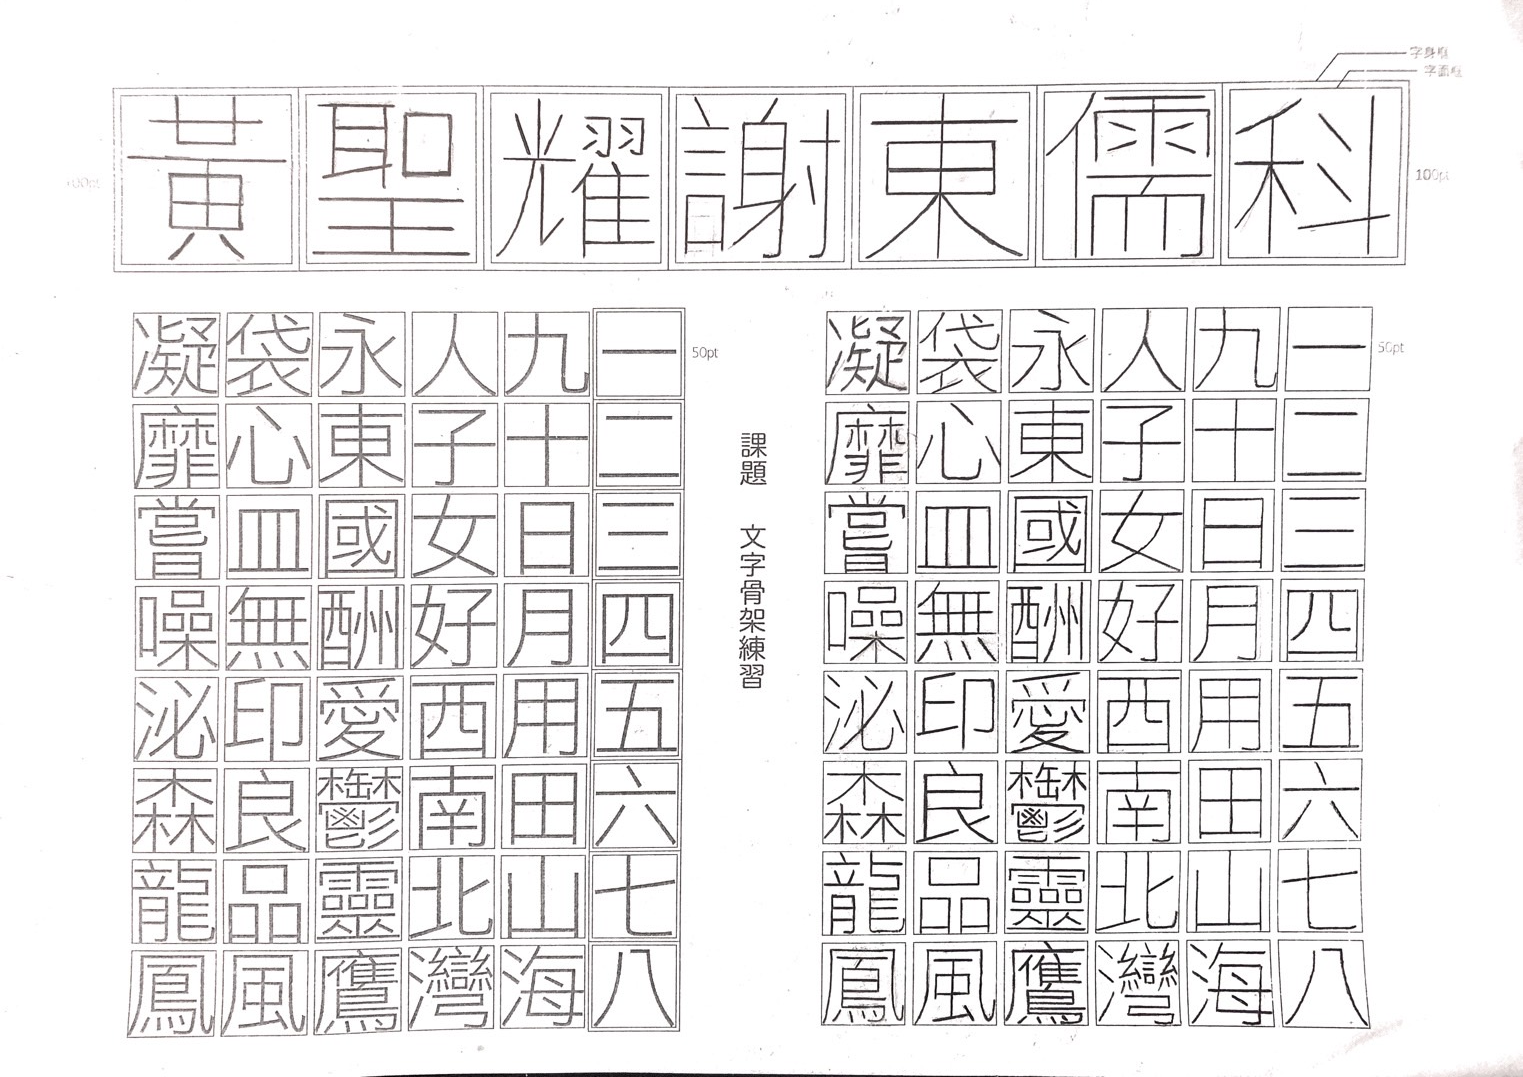 字身框
字面框
黃聖耀謝東儒科
100pt
100pt
一二三四五六七八
九十日月用田山海
人子女好西南北灣
永東國酬愛鬱靈鷹
袋心皿無印良品風
凝靡嘗噪泌森龍鳳
50pt
課題 文字骨架練習
一二三四五六七八
九十日月用田山海
人子女好西南北灣
永東國酬愛鬱靈鷹
袋心皿無印良品風
凝靡嘗噪泌森龍鳳
50pt